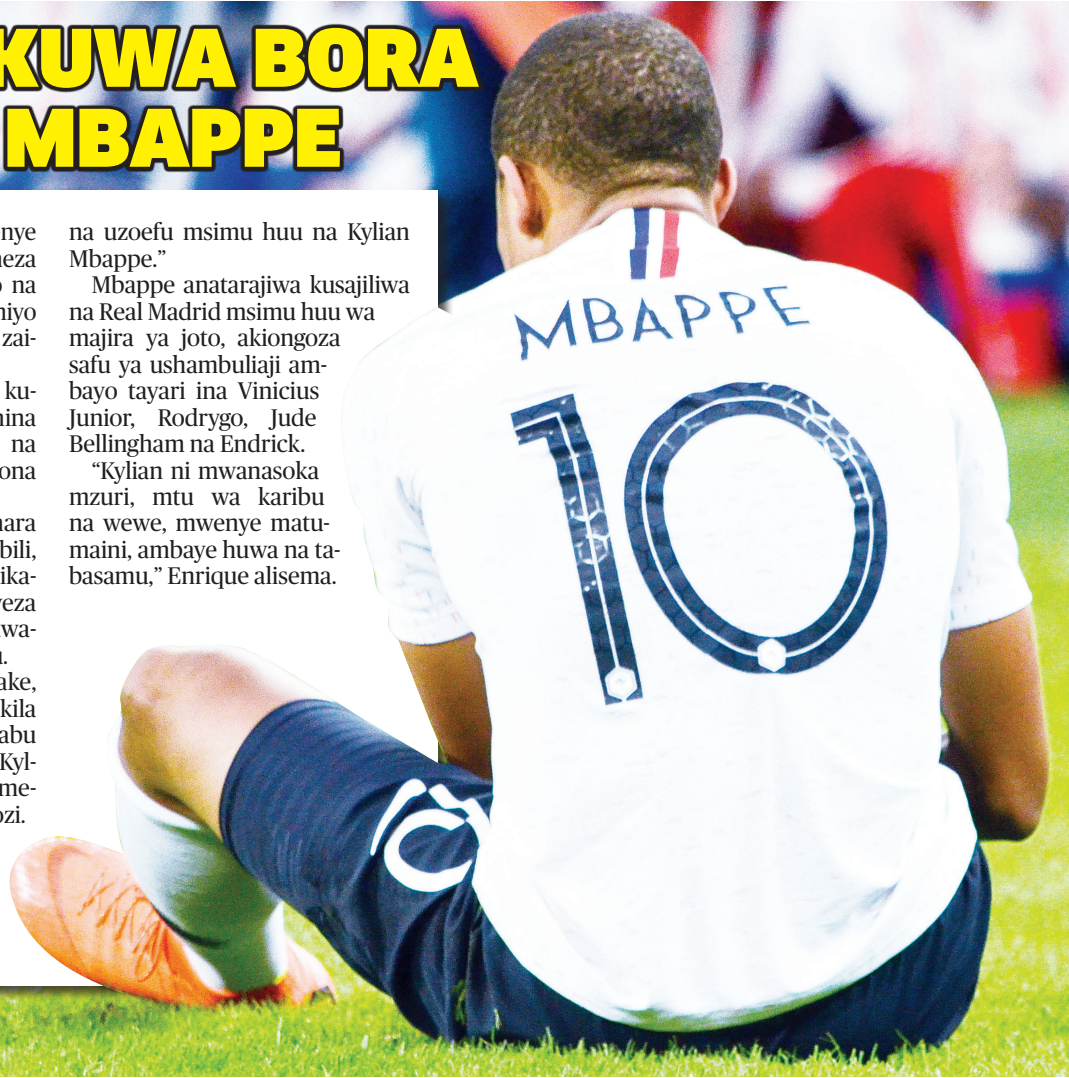 KUWA BORA
MBAPPE
nye
eza
na
iyo
zai-
ku-
ina
na
ona
ara
bili,
ika-
eza
wa-
ake,
kila
abu
Kyl-
me-
ozi.
na uzoefu msimu huu na Kylian
Mbappe.”
Mbappe anatarajiwa kusajiliwa
na Real Madrid msimu huu wa
majira ya joto, akiongoza
safu ya ushambuliaji am-
bayo tayari ina Vinicius
Junior, Rodrygo, Jude
Bellingham na Endrick.
“Kylian ni mwanasoka
mzuri, mtu wa karibu
na wewe, mwenye matu-
maini, ambaye huwa na ta-
basamu,” Enrique alisema.
MBAPPE
10